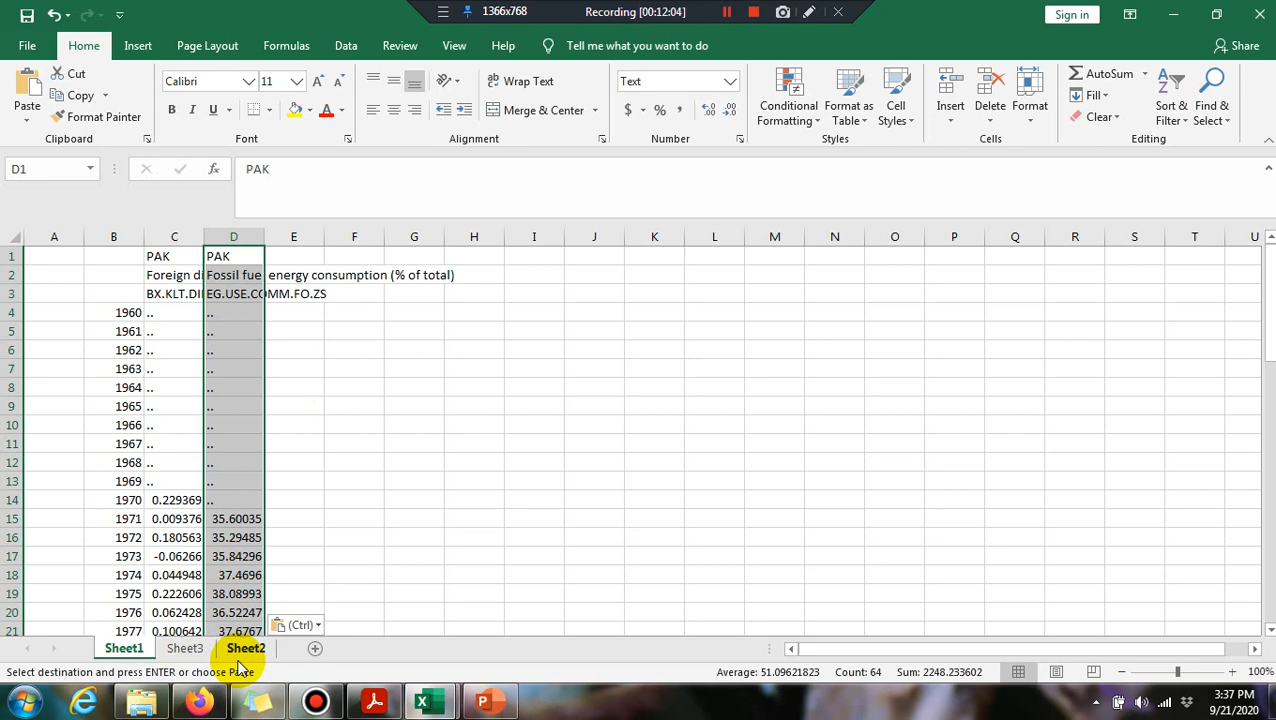 1366x768 Recording [00:12:04]
Sign in
File Home Insert Page Layout Formulas Data Review View Help Tell me what you want to do Share
Paste Cut Copy Format Painter Clipboard
Calibri 11 B I U Font
Wrap Text Merge & Center Alignment
Text $ % , Number
Conditional Formatting Format as Table Cell Styles Styles
Insert Delete Format Cells
AutoSum Fill Clear Sort & Filter Find & Select Editing
D1 fx PAK
A B C D E F G H I J K L M N O P Q R S T U
1 PAK PAK
2 Foreign di Fossil fue energy consumption (% of total)
3 BX.KLT.DI EG.USE.COMM.FO.ZS
4 1960 .. ..
5 1961 .. ..
6 1962 .. ..
7 1963 .. ..
8 1964 .. ..
9 1965 .. ..
10 1966 .. ..
11 1967 .. ..
12 1968 .. ..
13 1969 .. ..
14 1970 0.229369 ..
15 1971 0.009376 35.60035
16 1972 0.180563 35.29485
17 1973 -0.06266 35.84296
18 1974 0.044948 37.4696
19 1975 0.222606 38.08993
20 1976 0.062428 36.52247
21 1977 0.100642 37.6767
(Ctrl)
Sheet1 Sheet3 Sheet2
Select destination and press ENTER or choose Paste Average: 51.09621823 Count: 64 Sum: 2248.233602 100%
3:37 PM
9/21/2020